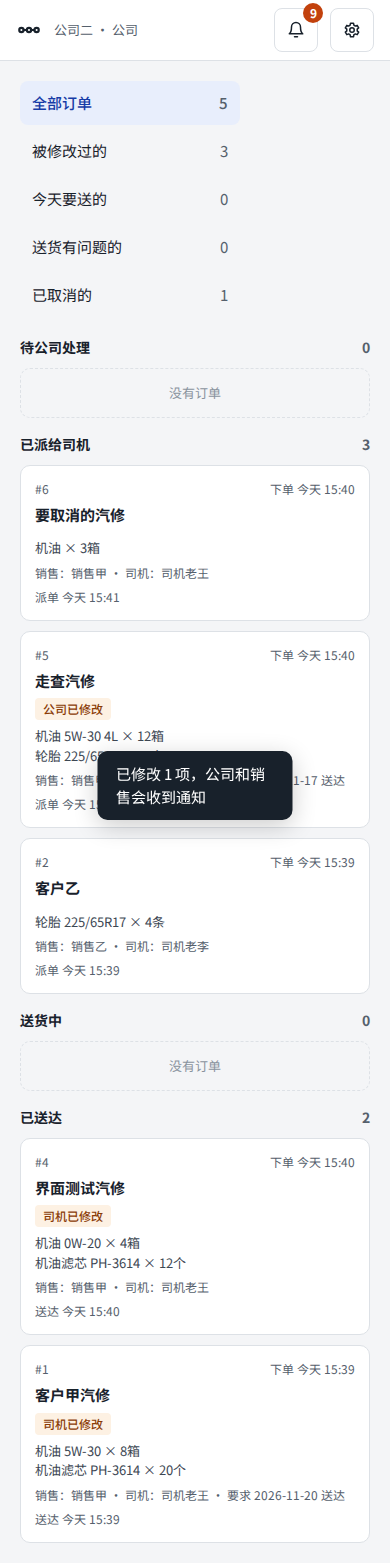 公司二 · 公司
9
全部订单 5
被修改过的 3
今天要送的 0
送货有问题的 0
已取消的 1
待公司处理 0
没有订单
已派给司机 3
#6 下单 今天 15:40
要取消的汽修
机油 × 3箱
销售：销售甲 · 司机：司机老王
派单 今天 15:41
#5 下单 今天 15:40
走查汽修
公司已修改
机油 5W-30 4L × 12箱
轮胎 225/65
销售：销售 1-17 送达
派单 今天 1
已修改 1 项，公司和销
售会收到通知
#2 下单 今天 15:39
客户乙
轮胎 225/65R17 × 4条
销售：销售乙 · 司机：司机老李
派单 今天 15:39
送货中 0
没有订单
已送达 2
#4 下单 今天 15:40
界面测试汽修
司机已修改
机油 0W-20 × 4箱
机油滤芯 PH-3614 × 12个
销售：销售甲 · 司机：司机老王
送达 今天 15:40
#1 下单 今天 15:39
客户甲汽修
司机已修改
机油 5W-30 × 8箱
机油滤芯 PH-3614 × 20个
销售：销售甲 · 司机：司机老王 · 要求 2026-11-20 送达
送达 今天 15:39